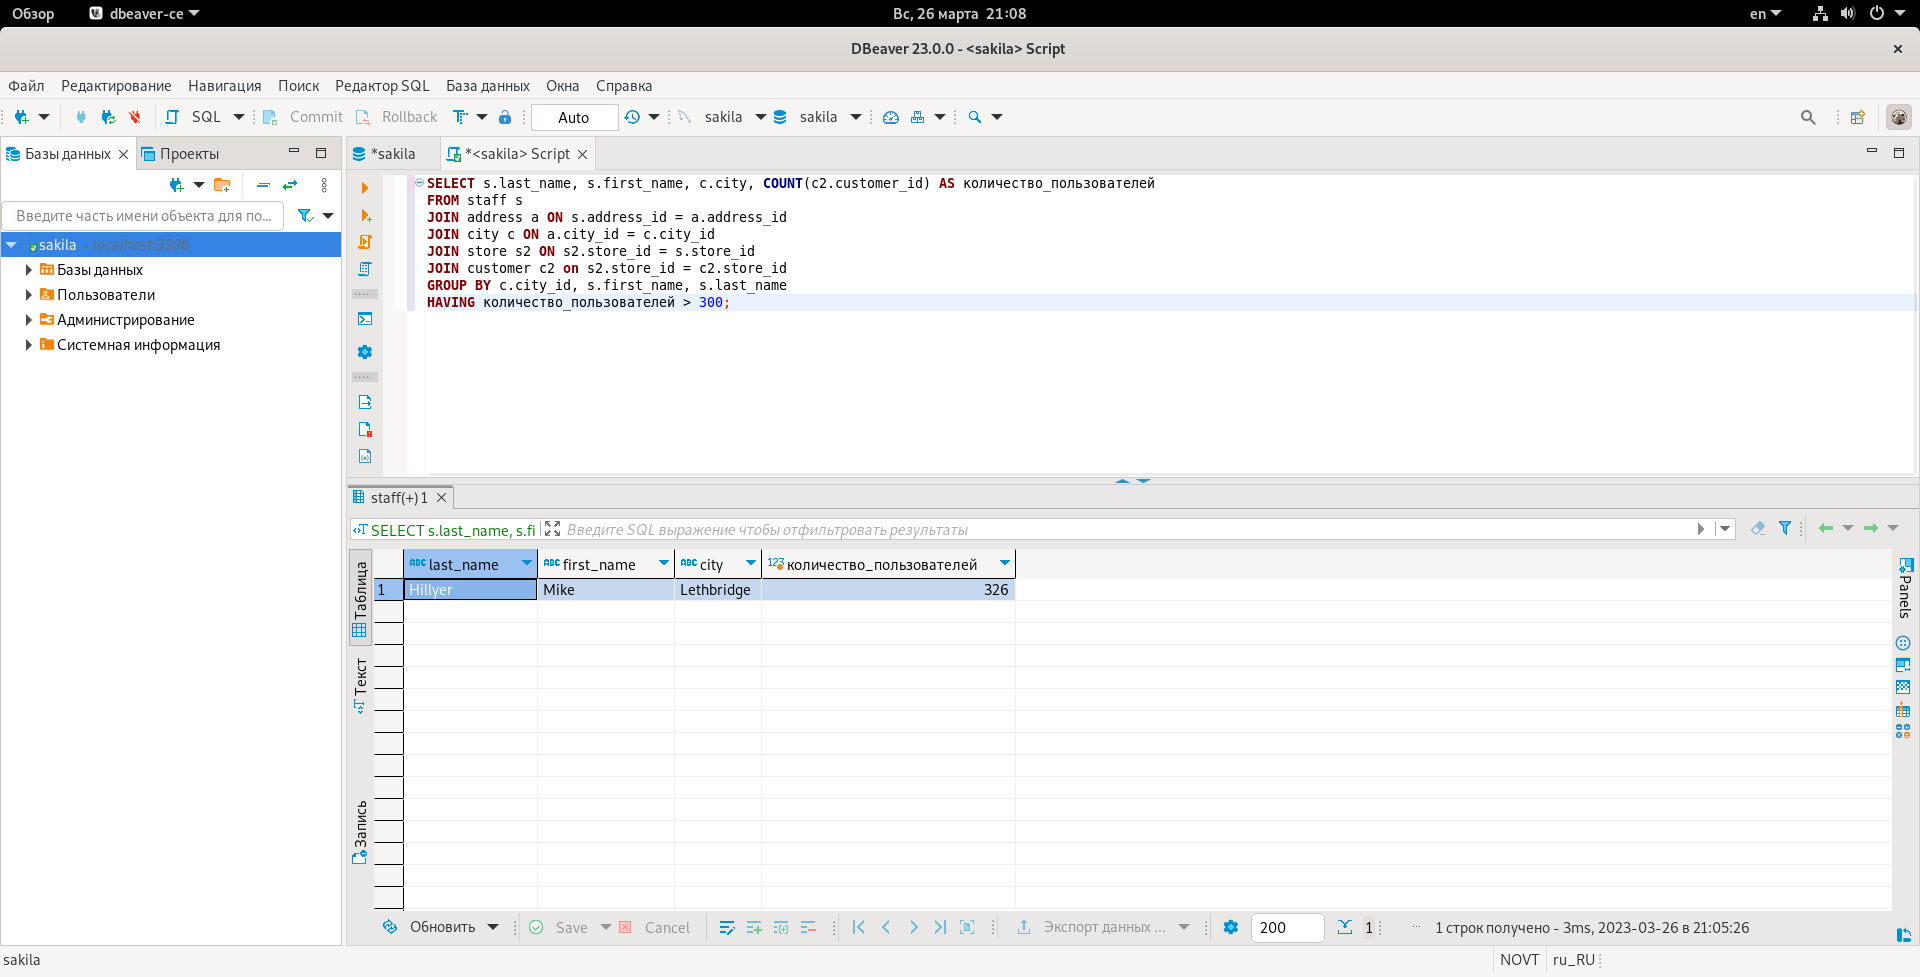 Обзор dbeaver-ce Вс, 26 марта 21:08 en
DBeaver 23.0.0 - <sakila> Script
Файл Редактирование Навигация Поиск Редактор SQL База данных Окна Справка
SQL Commit Rollback Auto sakila sakila
Базы данных Проекты *sakila *<sakila> Script
Введите часть имени объекта для по...
sakila - localhost:3306
Базы данных
Пользователи
Администрирование
Системная информация
SELECT s.last_name, s.first_name, c.city, COUNT(c2.customer_id) AS количество_пользователей
FROM staff s
JOIN address a ON s.address_id = a.address_id
JOIN city c ON a.city_id = c.city_id
JOIN store s2 ON s2.store_id = s.store_id
JOIN customer c2 on s2.store_id = c2.store_id
GROUP BY c.city_id, s.first_name, s.last_name
HAVING количество_пользователей > 300;
staff(+) 1
SELECT s.last_name, s.fi Введите SQL выражение чтобы отфильтровать результаты
Таблица
Текст
Запись
ABC last_name ABC first_name ABC city 123 количество_пользователей
1 Hillyer Mike Lethbridge 326
Panels
Обновить Save Cancel Экспорт данных ... 200 1 1 строк получено - 3ms, 2023-03-26 в 21:05:26
sakila NOVT ru_RU